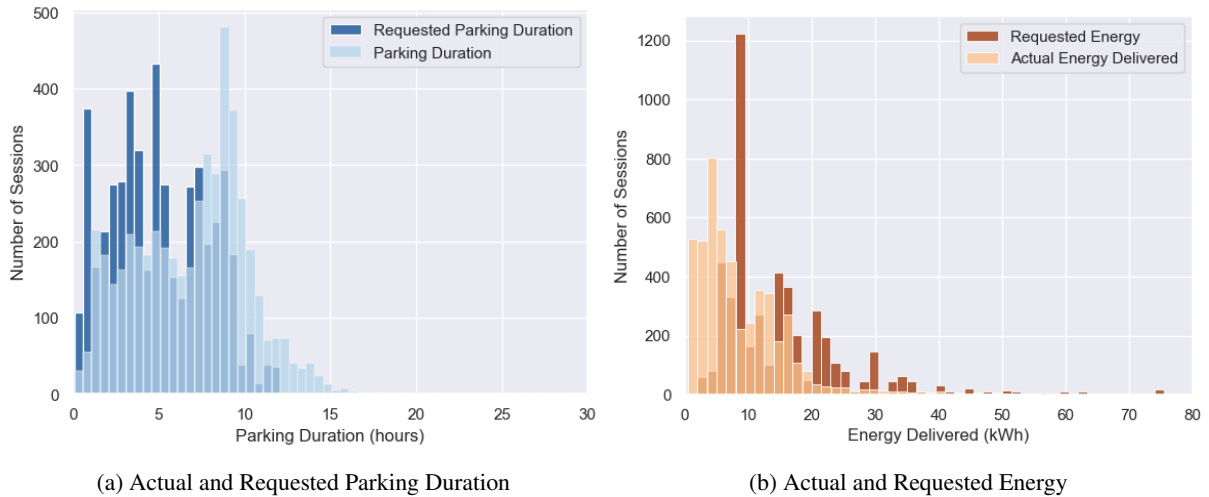 Requested Parking Duration
Parking Duration
500
400
300
200
100
0
Number of Sessions
0 5 10 15 20 25 30
Parking Duration (hours)
(a) Actual and Requested Parking Duration
Requested Energy
Actual Energy Delivered
1200
1000
800
600
400
200
0
Number of Sessions
0 10 20 30 40 50 60 70 80
Energy Delivered (kWh)
(b) Actual and Requested Energy